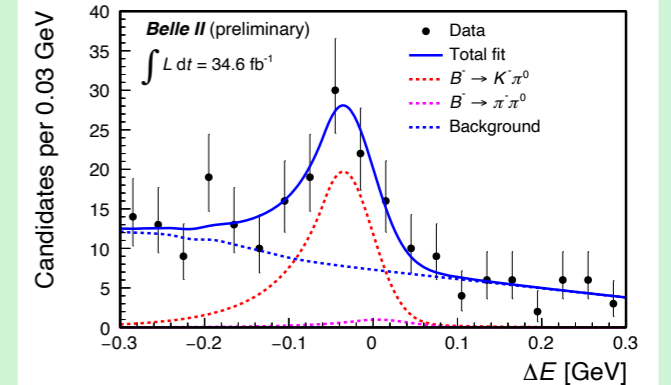 Candidates per 0.03 GeV
40
35
30
25
20
15
10
5
0
Belle II (preliminary)
∫ L dt = 34.6 fb⁻¹
Data
Total fit
B⁻ → K⁻π⁰
B⁻ → π⁻π⁰
Background
−0.3 −0.2 −0.1 0 0.1 0.2 0.3
ΔE [GeV]